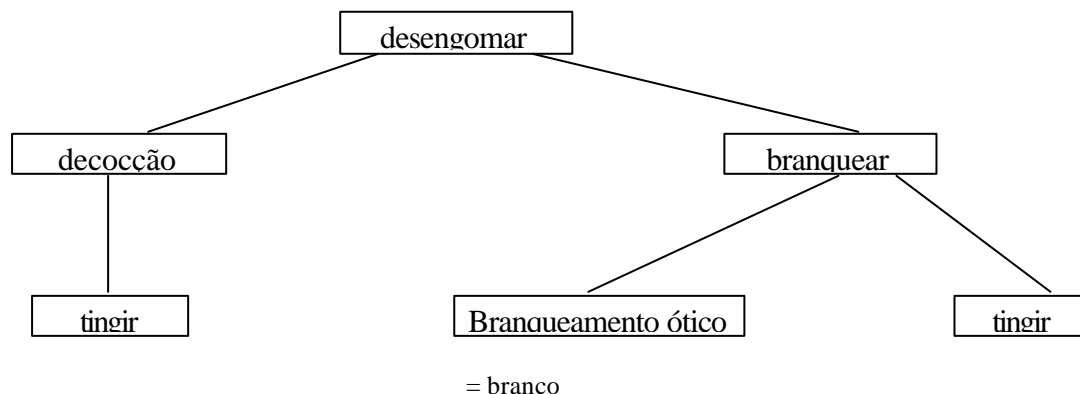 desengomar
decocção
branquear
tingir
Branqueamento ótico
tingir
= branco